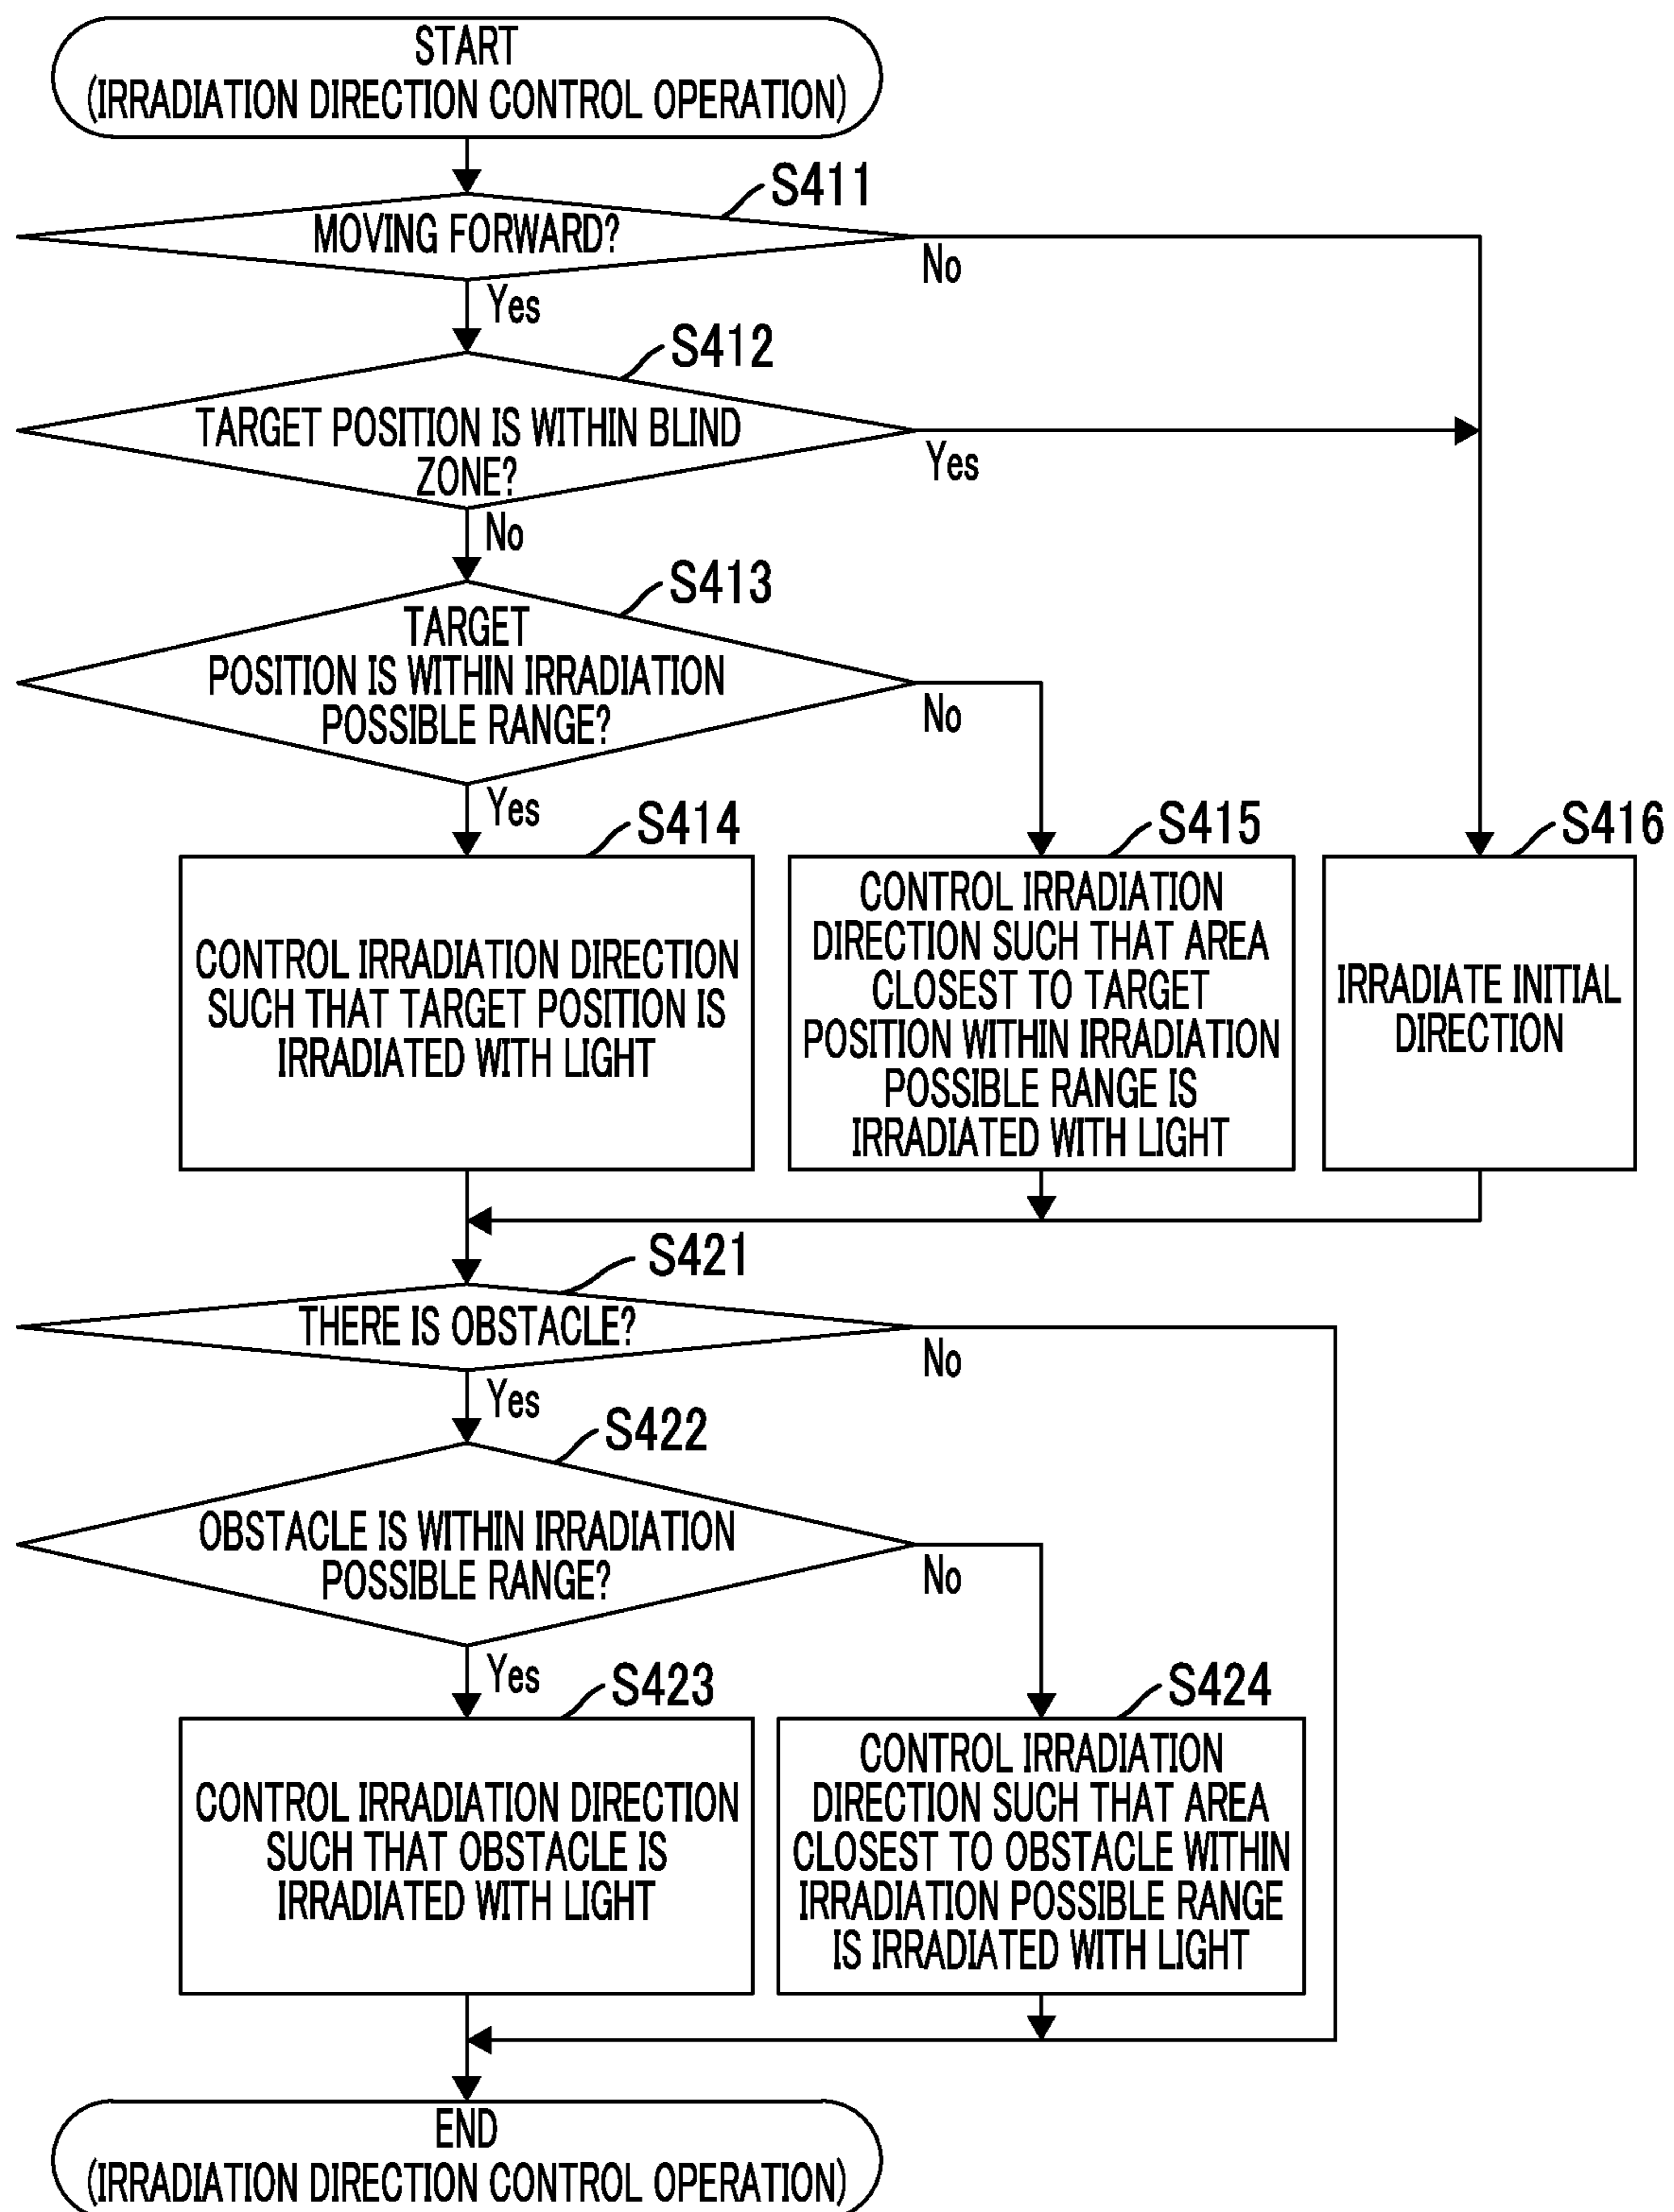 START
(IRRADIATION DIRECTION CONTROL OPERATION)
S411
MOVING FORWARD?
No
Yes
S412
TARGET POSITION IS WITHIN BLIND
ZONE?
Yes
No
S413
TARGET
POSITION IS WITHIN IRRADIATION
POSSIBLE RANGE?
No
Yes
S414
CONTROL IRRADIATION DIRECTION
SUCH THAT TARGET POSITION IS
IRRADIATED WITH LIGHT
S415
CONTROL IRRADIATION
DIRECTION SUCH THAT AREA
CLOSEST TO TARGET
POSITION WITHIN IRRADIATION
POSSIBLE RANGE IS
IRRADIATED WITH LIGHT
S416
IRRADIATE INITIAL
DIRECTION
S421
THERE IS OBSTACLE?
No
Yes
S422
OBSTACLE IS WITHIN IRRADIATION
POSSIBLE RANGE?
No
Yes
S423
CONTROL IRRADIATION DIRECTION
SUCH THAT OBSTACLE IS
IRRADIATED WITH LIGHT
S424
CONTROL IRRADIATION
DIRECTION SUCH THAT AREA
CLOSEST TO OBSTACLE WITHIN
IRRADIATION POSSIBLE RANGE
IS IRRADIATED WITH LIGHT
END
(IRRADIATION DIRECTION CONTROL OPERATION)